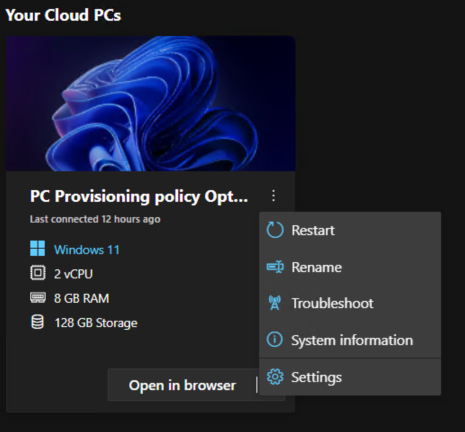 Your Cloud PCs
PC Provisioning policy Opt...
Last connected 12 hours ago
Windows 11
2 vCPU
8 GB RAM
128 GB Storage
Open in browser
Restart
Rename
Troubleshoot
System information
Settings